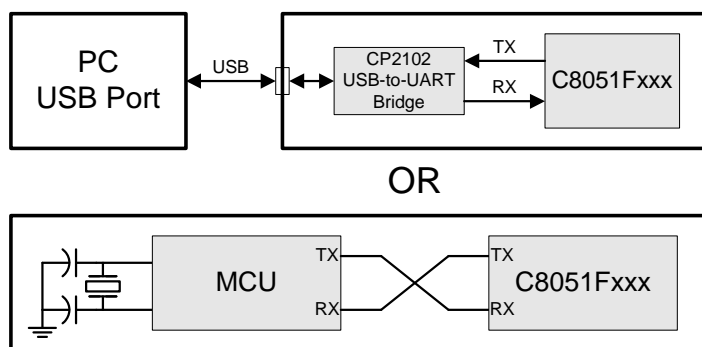 PC
USB Port
USB
CP2102
USB-to-UART
Bridge
TX
RX
C8051Fxxx
OR
MCU
TX
RX
TX
RX
C8051Fxxx